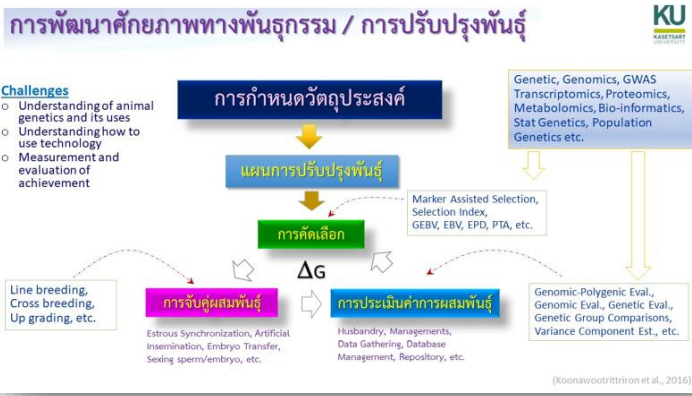 การพัฒนาศักยภาพทางพันธุกรรม / การปรับปรุงพันธุ์
KU
KASETSART
UNIVERSITY
Challenges
o Understanding of animal
genetics and its uses
o Understanding how to
use technology
o Measurement and
evaluation of
achievement
การกำหนดวัตถุประสงค์
Genetic, Genomics, GWAS
Transcriptomics, Proteomics,
Metabolomics, Bio-informatics,
Stat Genetics, Population
Genetics etc.
แผนการปรับปรุงพันธุ์
Marker Assisted Selection,
Selection Index,
GEBV, EBV, EPD, PTA, etc.
การคัดเลือก
ΔG
Line breeding,
Cross breeding,
Up grading, etc.
การจับคู่ผสมพันธุ์
การประเมินค่าการผสมพันธุ์
Genomic-Polygenic Eval.,
Genomic Eval., Genetic Eval.,
Genetic Group Comparisons,
Variance Component Est., etc.
Estrous Synchronization, Artificial
Insemination, Embryo Transfer,
Sexing sperm/embryo, etc.
Husbandry, Managements,
Data Gathering, Database
Management, Repository, etc.
(Koonawootrittriron et al., 2016)